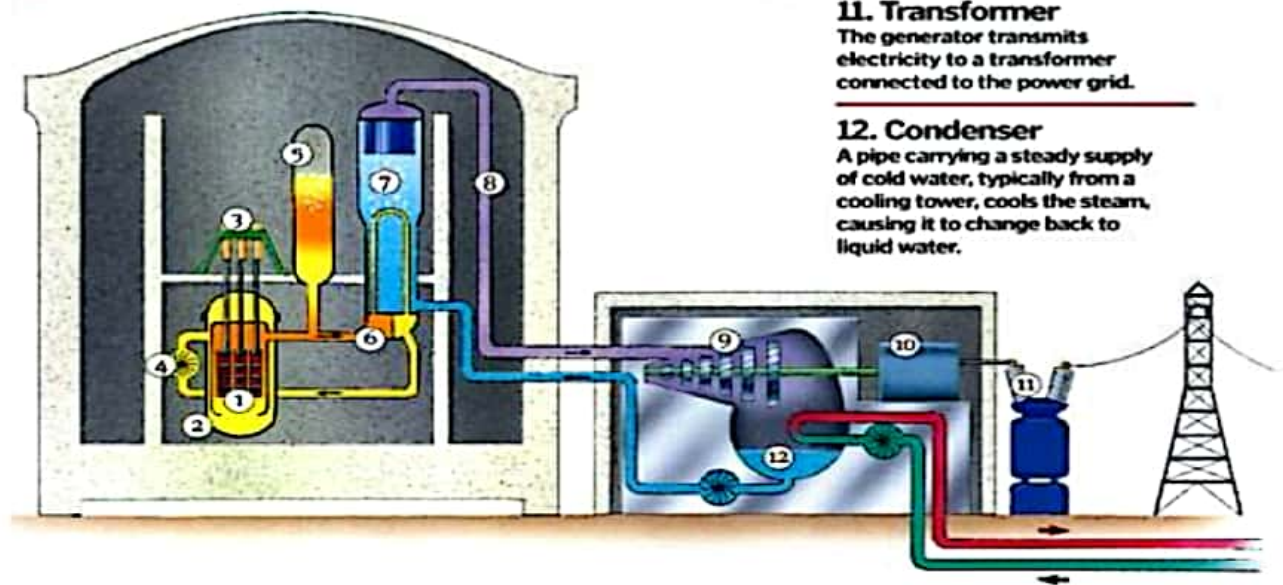 11. Transformer
The generator transmits
electricity to a transformer
connected to the power grid.
12. Condenser
A pipe carrying a steady supply
of cold water, typically from a
cooling tower, cools the steam,
causing it to change back to
liquid water.
5
7
8
3
9
10
6
4
11
1
2
12